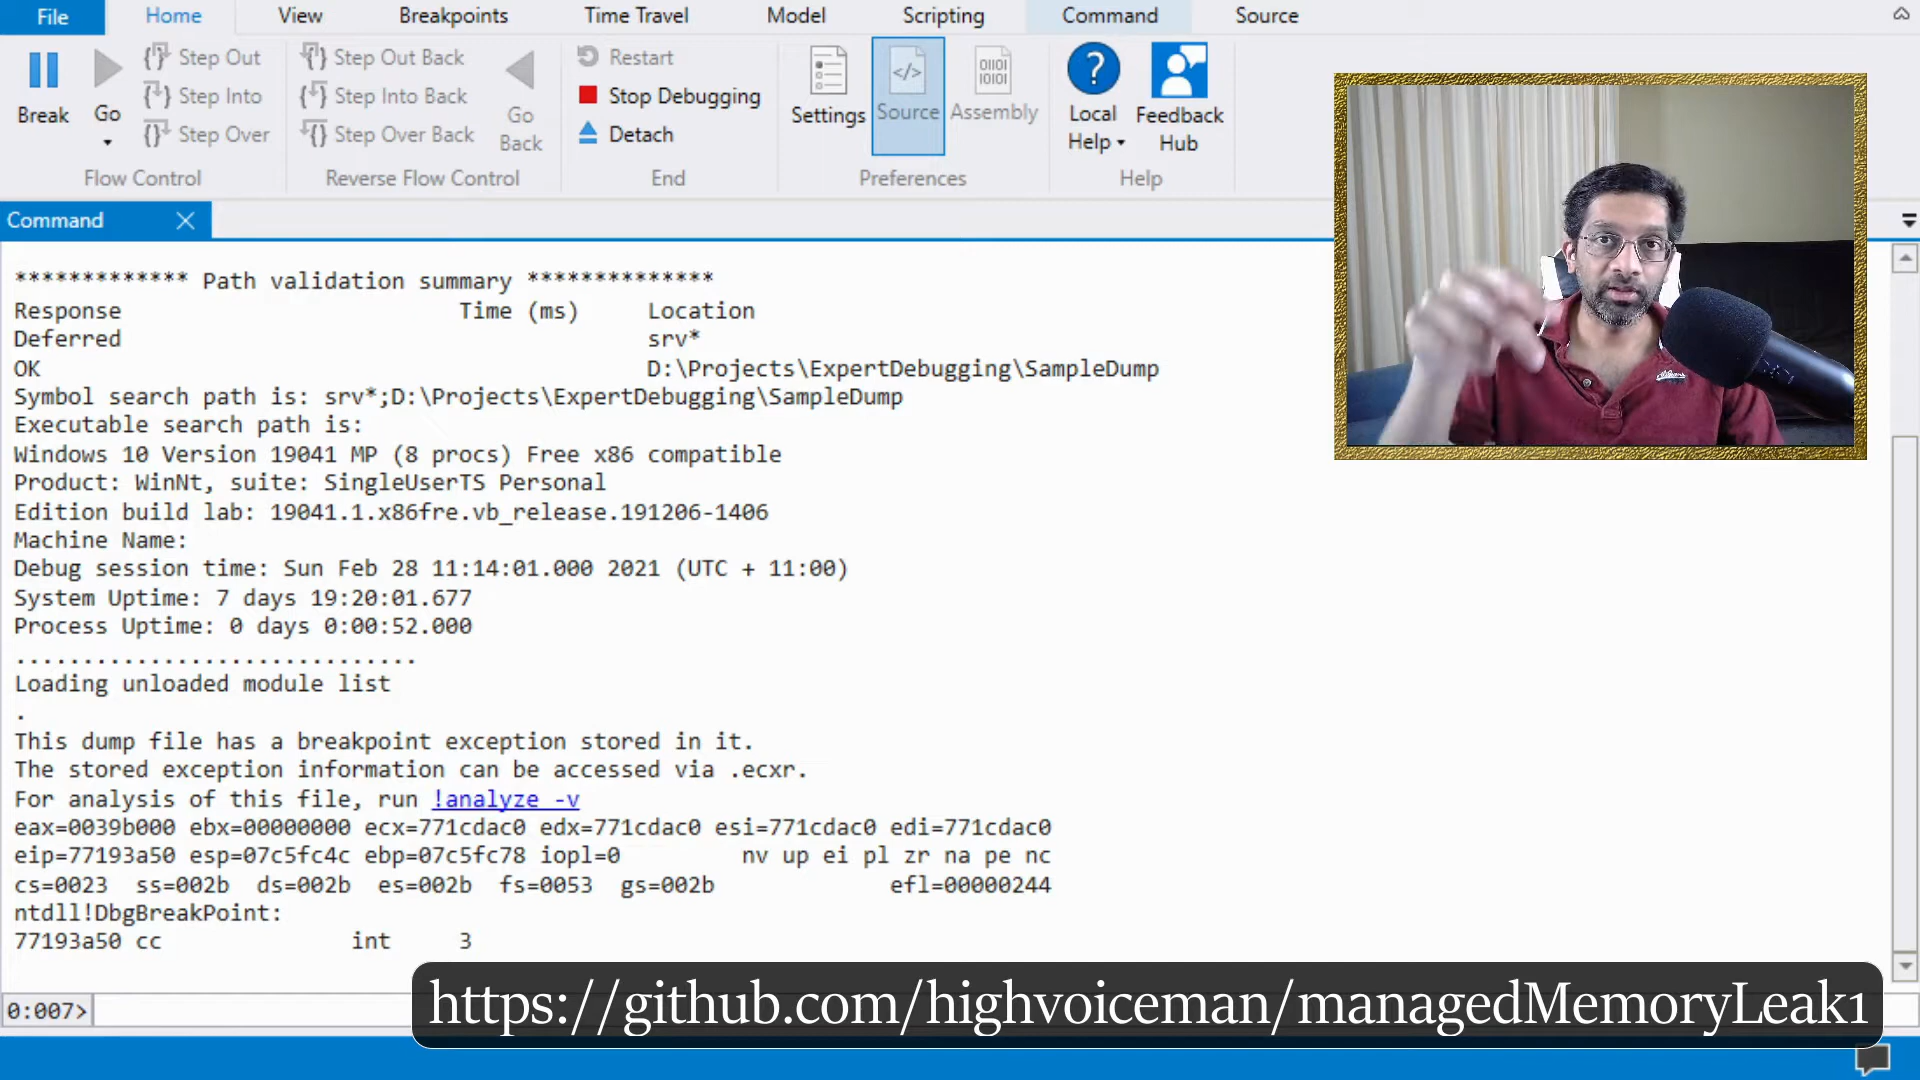 File Home View Breakpoints Time Travel Model Scripting Command Source
Break
Go
Step Out
Step Into
Step Over
Flow Control
Step Out Back
Step Into Back
Step Over Back
Go Back
Reverse Flow Control
Restart
Stop Debugging
Detach
End
Settings
Source
Assembly
Preferences
Local Help
Feedback Hub
Help
Command
************* Path validation summary **************
Response Time (ms) Location
Deferred srv*
OK D:\Projects\ExpertDebugging\SampleDump
Symbol search path is: srv*;D:\Projects\ExpertDebugging\SampleDump
Executable search path is:
Windows 10 Version 19041 MP (8 procs) Free x86 compatible
Product: WinNt, suite: SingleUserTS Personal
Edition build lab: 19041.1.x86fre.vb_release.191206-1406
Machine Name:
Debug session time: Sun Feb 28 11:14:01.000 2021 (UTC + 11:00)
System Uptime: 7 days 19:20:01.677
Process Uptime: 0 days 0:00:52.000
..............................
Loading unloaded module list
.
This dump file has a breakpoint exception stored in it.
The stored exception information can be accessed via .ecxr.
For analysis of this file, run !analyze -v
eax=0039b000 ebx=00000000 ecx=771cdac0 edx=771cdac0 esi=771cdac0 edi=771cdac0
eip=77193a50 esp=07c5fc4c ebp=07c5fc78 iopl=0 nv up ei pl zr na pe nc
cs=0023 ss=002b ds=002b es=002b fs=0053 gs=002b efl=00000244
ntdll!DbgBreakPoint:
77193a50 cc int 3
0:007>
https://github.com/highvoiceman/managedMemoryLeak1